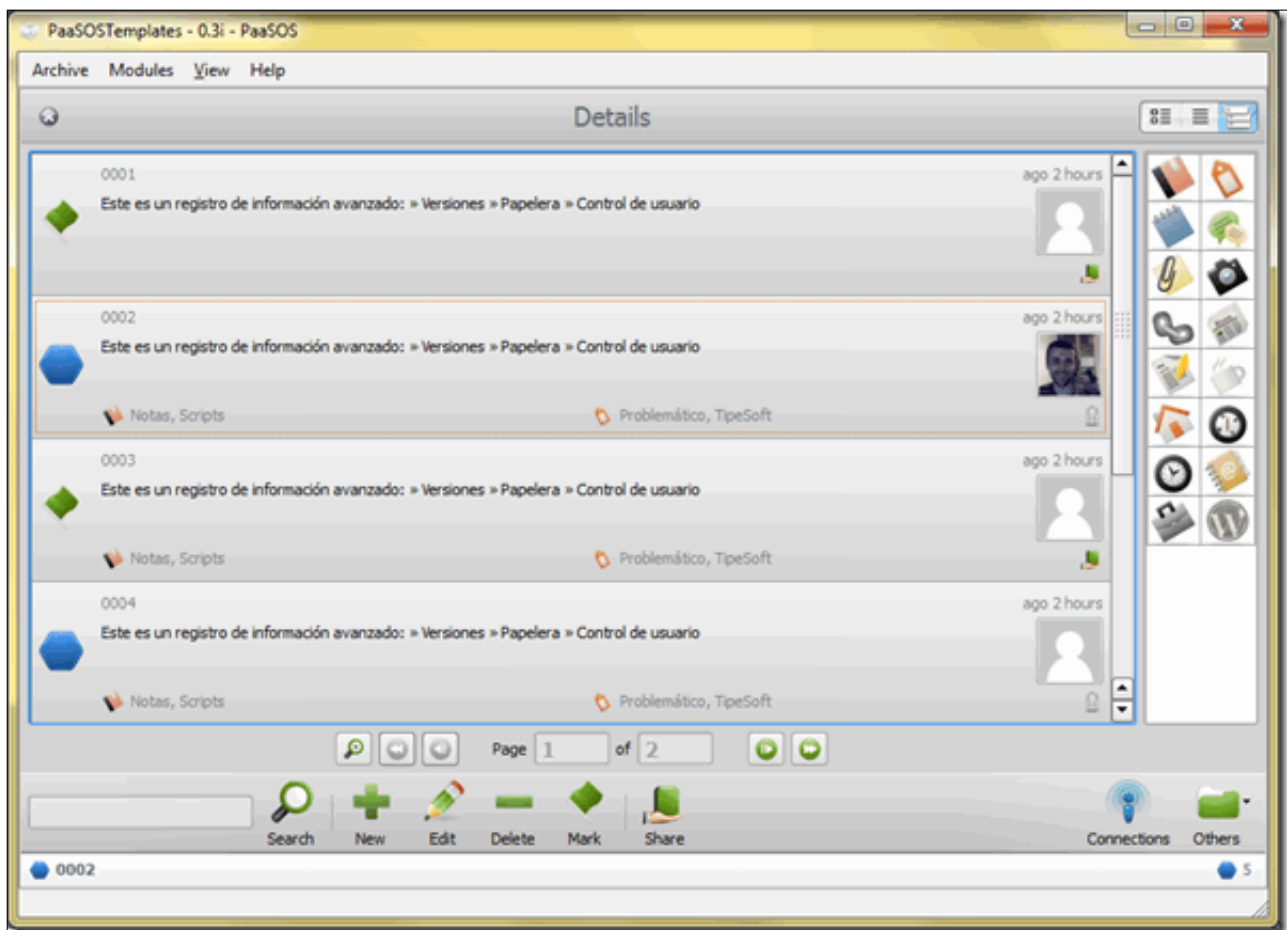 PaaSOSTemplates - 0.3i - PaaSOS
Archive Modules View Help
Details
0001 ago 2 hours
Este es un registro de información avanzado: » Versiones » Papelera » Control de usuario
0002 ago 2 hours
Este es un registro de información avanzado: » Versiones » Papelera » Control de usuario
Notas, Scripts Problemático, TipeSoft
0003 ago 2 hours
Este es un registro de información avanzado: » Versiones » Papelera » Control de usuario
Notas, Scripts Problemático, TipeSoft
0004 ago 2 hours
Este es un registro de información avanzado: » Versiones » Papelera » Control de usuario
Notas, Scripts Problemático, TipeSoft
Page 1 of 2
Search New Edit Delete Mark Share Connections Others
0002 5